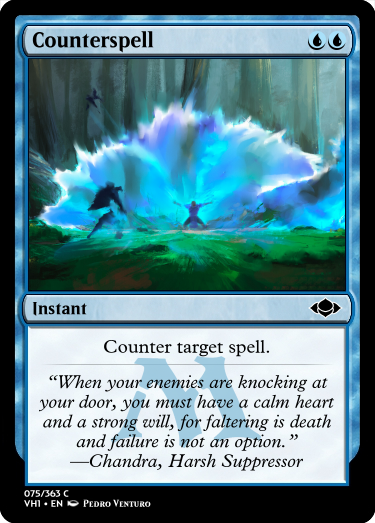 Counterspell
Instant
Counter target spell.
“When your enemies are knocking at
your door, you must have a calm heart
and a strong will, for faltering is death
and failure is not an option.”
—Chandra, Harsh Suppressor
075/363 C
VH1 • EN Pedro Venturo